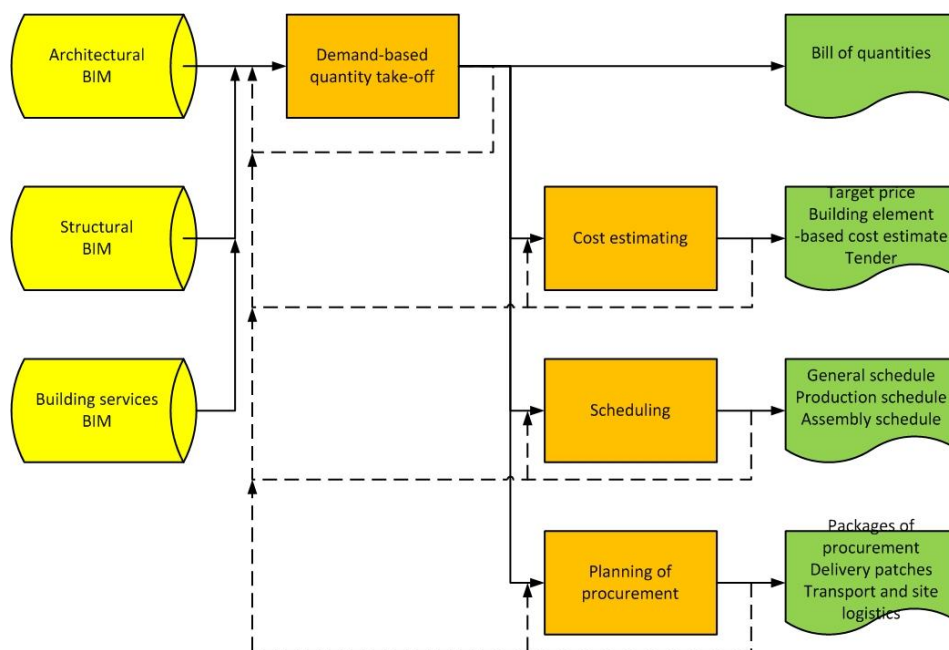 Architectural
BIM
Demand-based
quantity take-off
Bill of quantities
Structural
BIM
Cost estimating
Target price
Building element
-based cost estimate
Tender
Building services
BIM
Scheduling
General schedule
Production schedule
Assembly schedule
Planning of
procurement
Packages of
procurement
Delivery patches
Transport and site
logistics